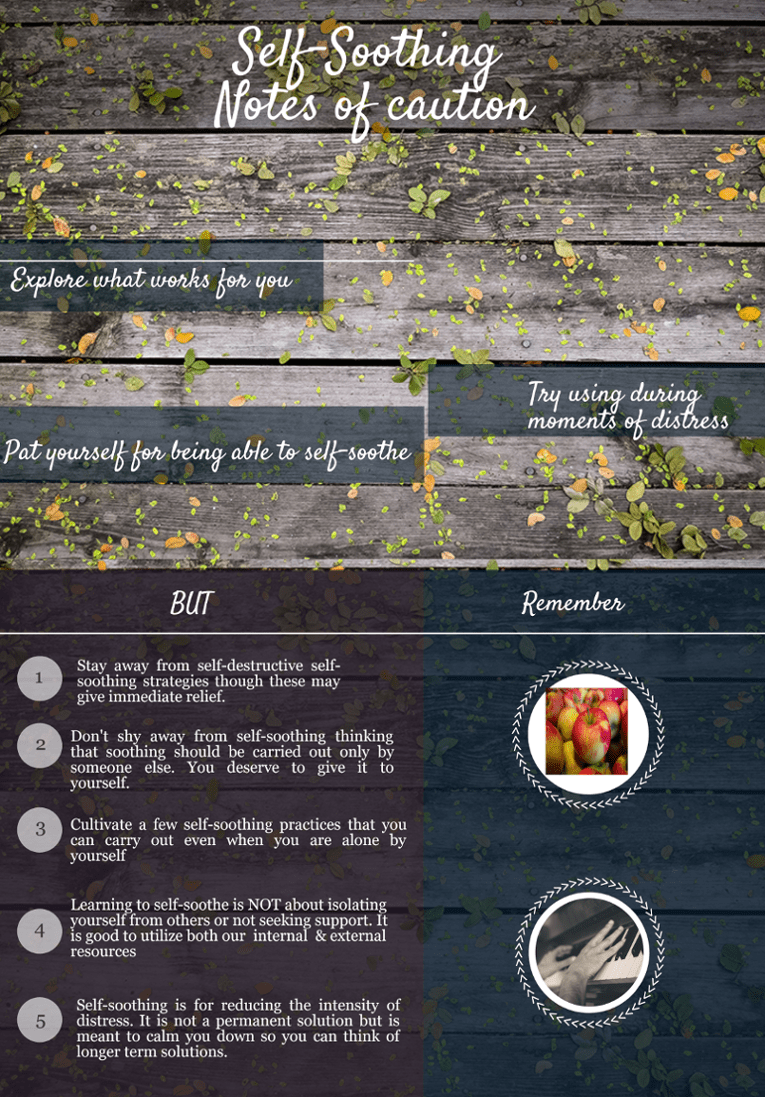 Self-Soothing
Notes of caution
Explore what works for you
Try using during
moments of distress
Pat yourself for being able to self-soothe
BUT
1
Stay away from self-destructive self-
soothing strategies though these may
give immediate relief.
2
Don't shy away from self-soothing thinking
that soothing should be carried out only by
someone else. You deserve to give it to
yourself.
3
Cultivate a few self-soothing practices that you
can carry out even when you are alone by
yourself
4
Learning to self-soothe is NOT about isolating
yourself from others or not seeking support. It
is good to utilize both our internal & external
resources
5
Self-soothing is for reducing the intensity of
distress. It is not a permanent solution but is
meant to calm you down so you can think of
longer term solutions.
Remember